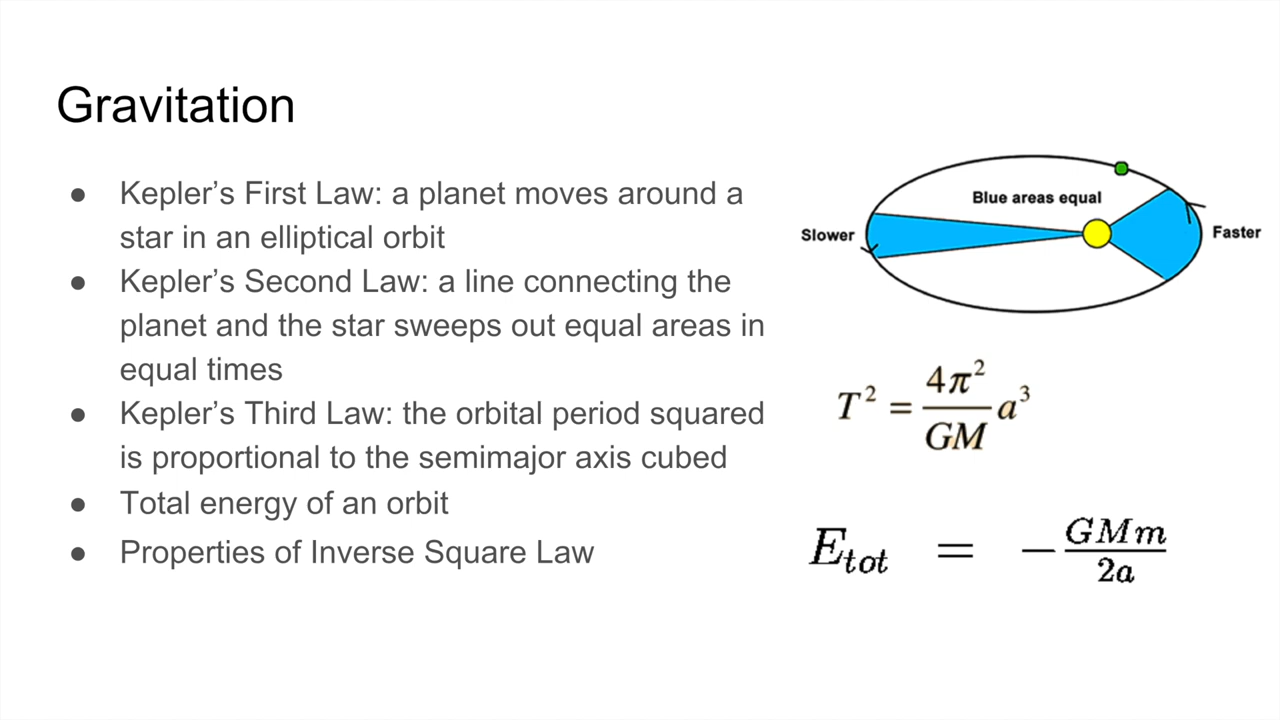 Gravitation
● Kepler’s First Law: a planet moves around a
star in an elliptical orbit
● Kepler’s Second Law: a line connecting the
planet and the star sweeps out equal areas in
equal times
● Kepler’s Third Law: the orbital period squared
is proportional to the semimajor axis cubed
● Total energy of an orbit
● Properties of Inverse Square Law
Blue areas equal
Slower
Faster
T² = 4π²/GM a³
E_tot = − GMm/2a